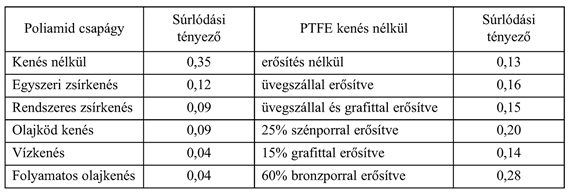 Poliamid csapágy Súrlódási tényező PTFE kenés nélkül Súrlódási tényező
Kenés nélkül 0,35 erősítés nélkül 0,13
Egyszeri zsírkenés 0,12 üvegszállal erősítve 0,16
Rendszeres zsírkenés 0,09 üvegszállal és grafittal erősítve 0,15
Olajköd kenés 0,09 25% szénporral erősítve 0,20
Vízkenés 0,04 15% grafittal erősítve 0,14
Folyamatos olajkenés 0,04 60% bronzporral erősítve 0,28